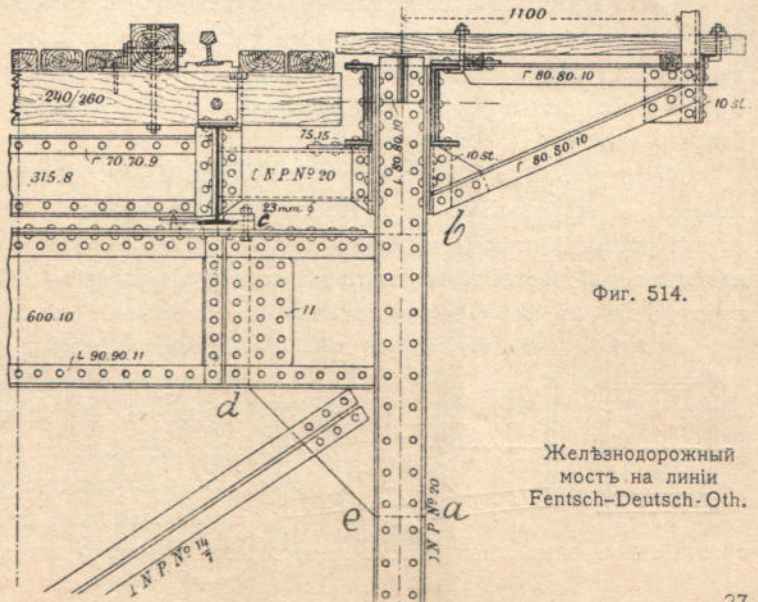 1100
240/260
Г 80.80.10
10 st.
Г 70.70.9
75.15
L 80.80.10
10 st.
Г 80.80.10
315.8
[ N P. Nº 20
23 mm ϕ
c
b
Фиг. 514.
600.10
11
L 90.90.11
d
Желѣзнодорожный
мостъ на линіи
Fentsch–Deutsch-Oth.
e
a
] N P Nº 20
] N P Nº 14/7
27